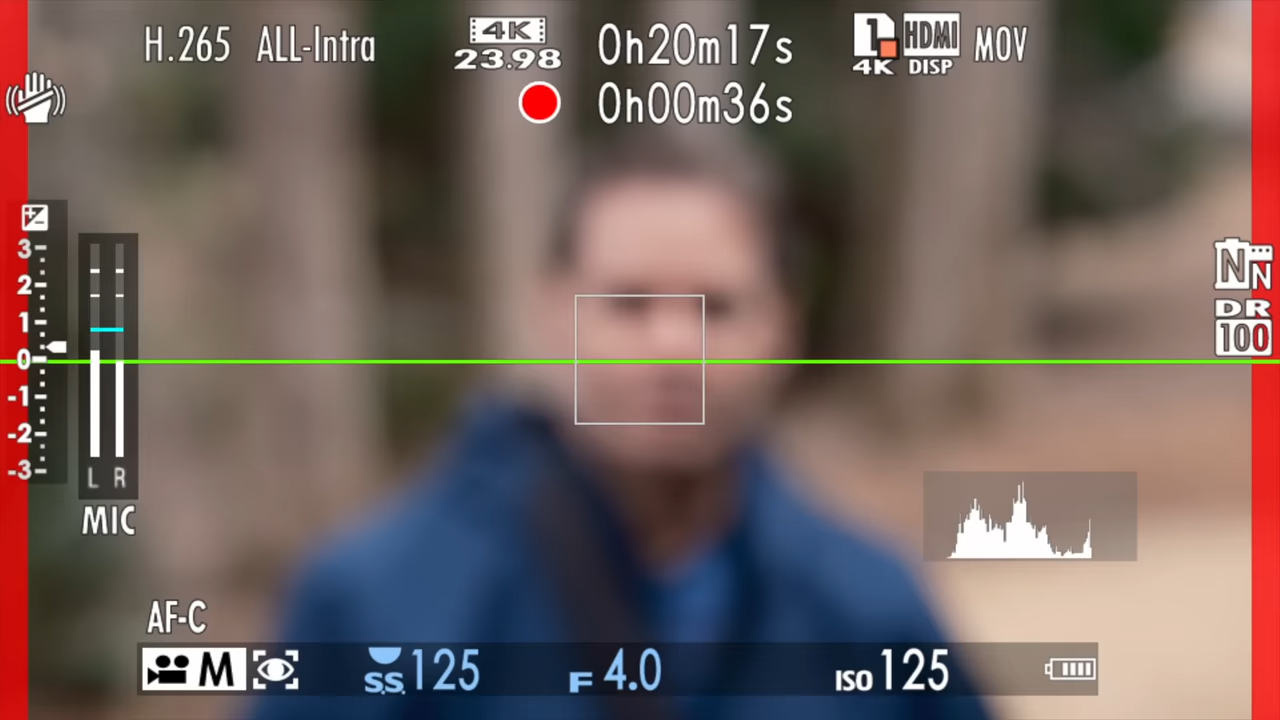 H.265 ALL-Intra 4K 23.98 0h20m17s 1 4K HDMI DISP MOV
0h00m36s
3
2
1
0
-1
-2
-3
L R
MIC
N N
DR
100
AF-C
M S.S. 125 F 4.0 ISO 125